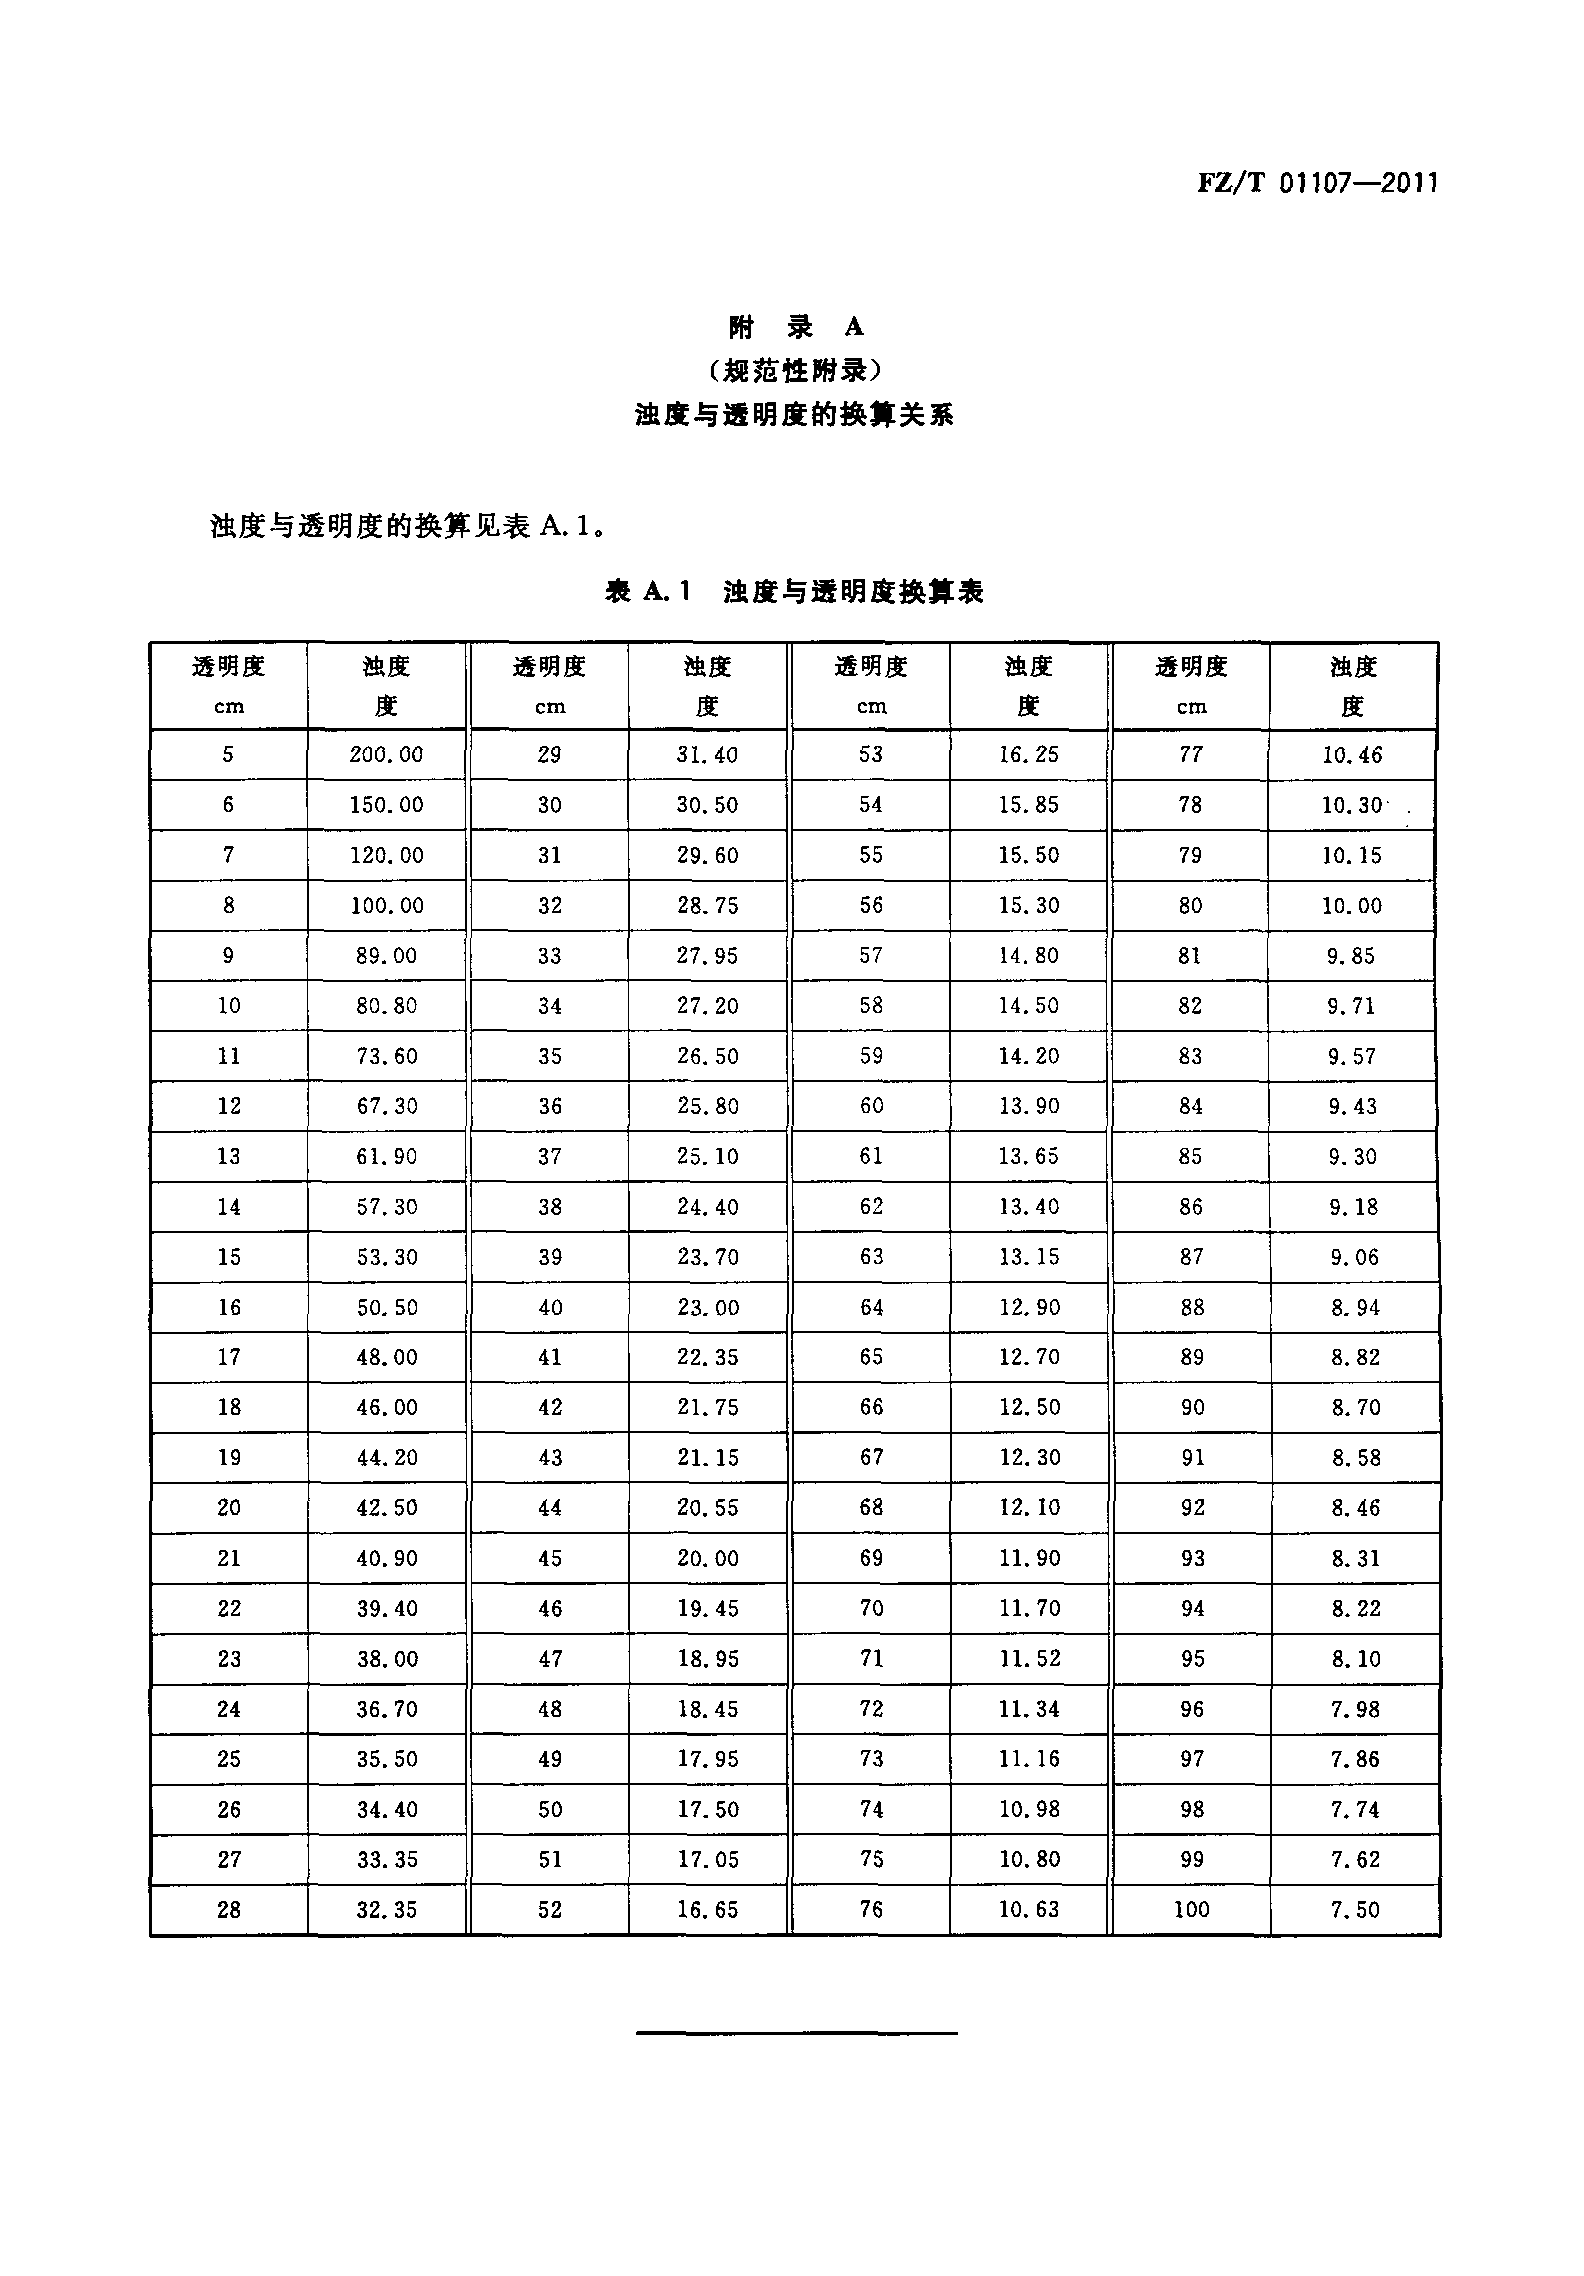 FZ/T 01107—2011
附 录 A
（规范性附录）
浊度与透明度的换算关系
浊度与透明度的换算见表 A.1。
表 A.1 浊度与透明度换算表
透明度 浊度 透明度 浊度 透明度 浊度 透明度 浊度
cm 度 cm 度 cm 度 cm 度
5 200.00 29 31.40 53 16.25 77 10.46
6 150.00 30 30.50 54 15.85 78 10.30
7 120.00 31 29.60 55 15.50 79 10.15
8 100.00 32 28.75 56 15.30 80 10.00
9 89.00 33 27.95 57 14.80 81 9.85
10 80.80 34 27.20 58 14.50 82 9.71
11 73.60 35 26.50 59 14.20 83 9.57
12 67.30 36 25.80 60 13.90 84 9.43
13 61.90 37 25.10 61 13.65 85 9.30
14 57.30 38 24.40 62 13.40 86 9.18
15 53.30 39 23.70 63 13.15 87 9.06
16 50.50 40 23.00 64 12.90 88 8.94
17 48.00 41 22.35 65 12.70 89 8.82
18 46.00 42 21.75 66 12.50 90 8.70
19 44.20 43 21.15 67 12.30 91 8.58
20 42.50 44 20.55 68 12.10 92 8.46
21 40.90 45 20.00 69 11.90 93 8.31
22 39.40 46 19.45 70 11.70 94 8.22
23 38.00 47 18.95 71 11.52 95 8.10
24 36.70 48 18.45 72 11.34 96 7.98
25 35.50 49 17.95 73 11.16 97 7.86
26 34.40 50 17.50 74 10.98 98 7.74
27 33.35 51 17.05 75 10.80 99 7.62
28 32.35 52 16.65 76 10.63 100 7.50